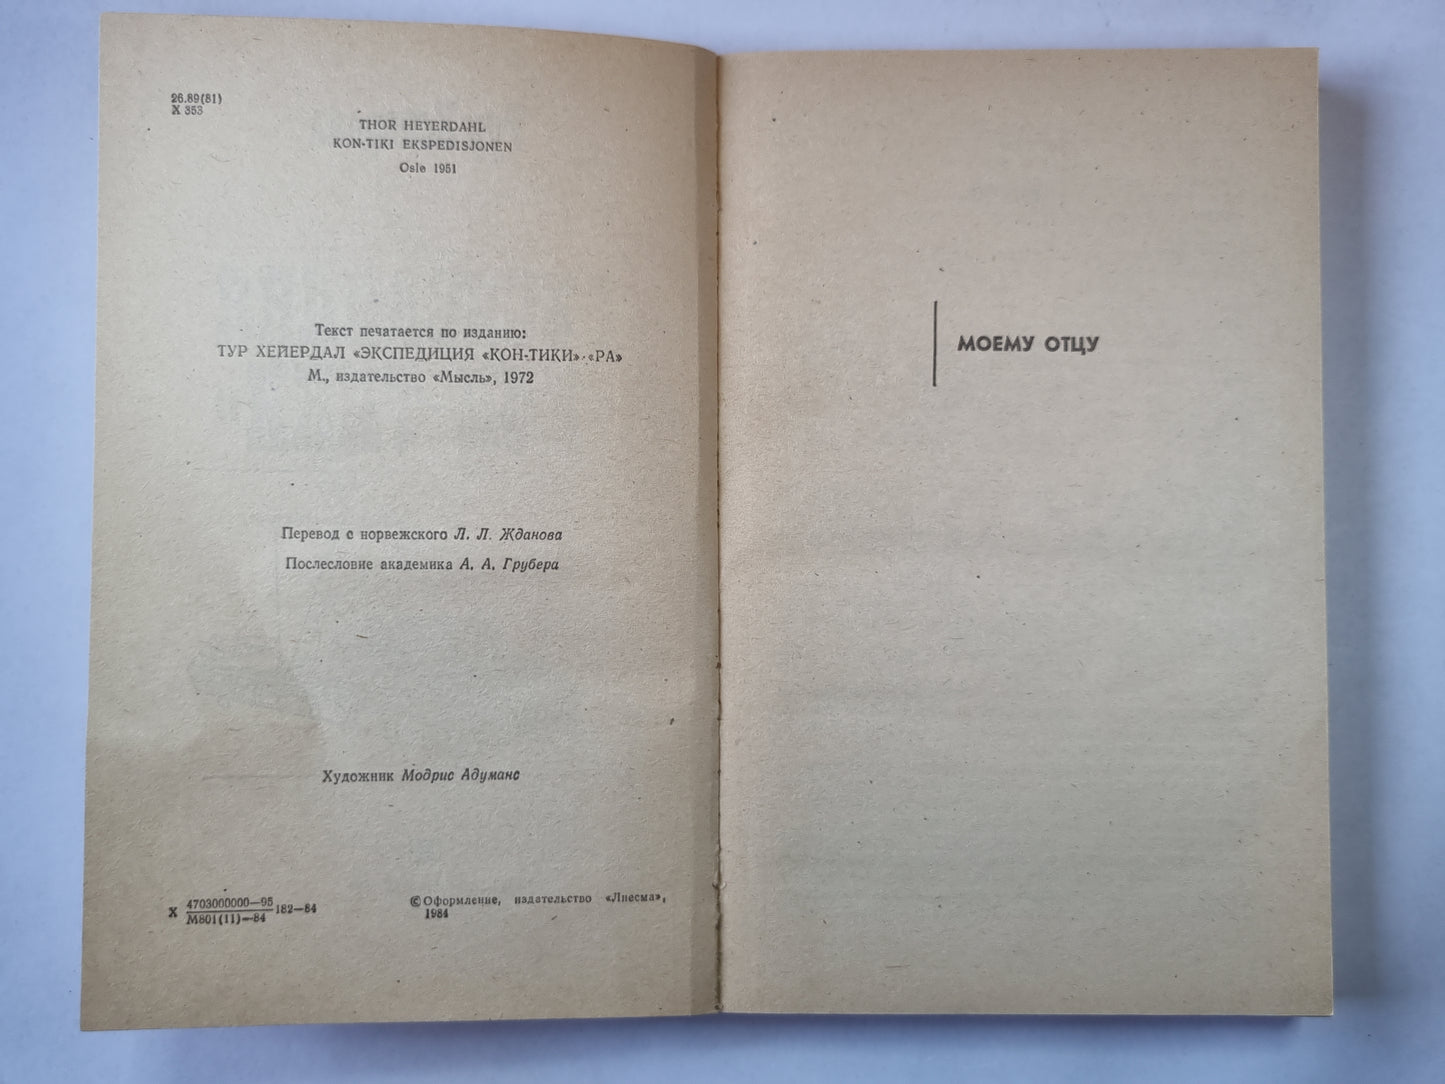 26.89(81)
Х 353
THOR HEYERDAHL
KON-TIKI EKSPEDISJONEN
Oslo 1951
Текст печатается по изданию:
ТУР ХЕЙЕРДАЛ «ЭКСПЕДИЦИЯ «КОН-ТИКИ»·«РА»
М., издательство «Мысль», 1972
Перевод с норвежского Л. Л. Жданова
Послесловие академика А. А. Грубера
Художник Модрис Адуманс
Х 4703000000—95 182—84
М801(11)—84
© Оформление, издательство «Лиесма»,
1984
МОЕМУ ОТЦУ